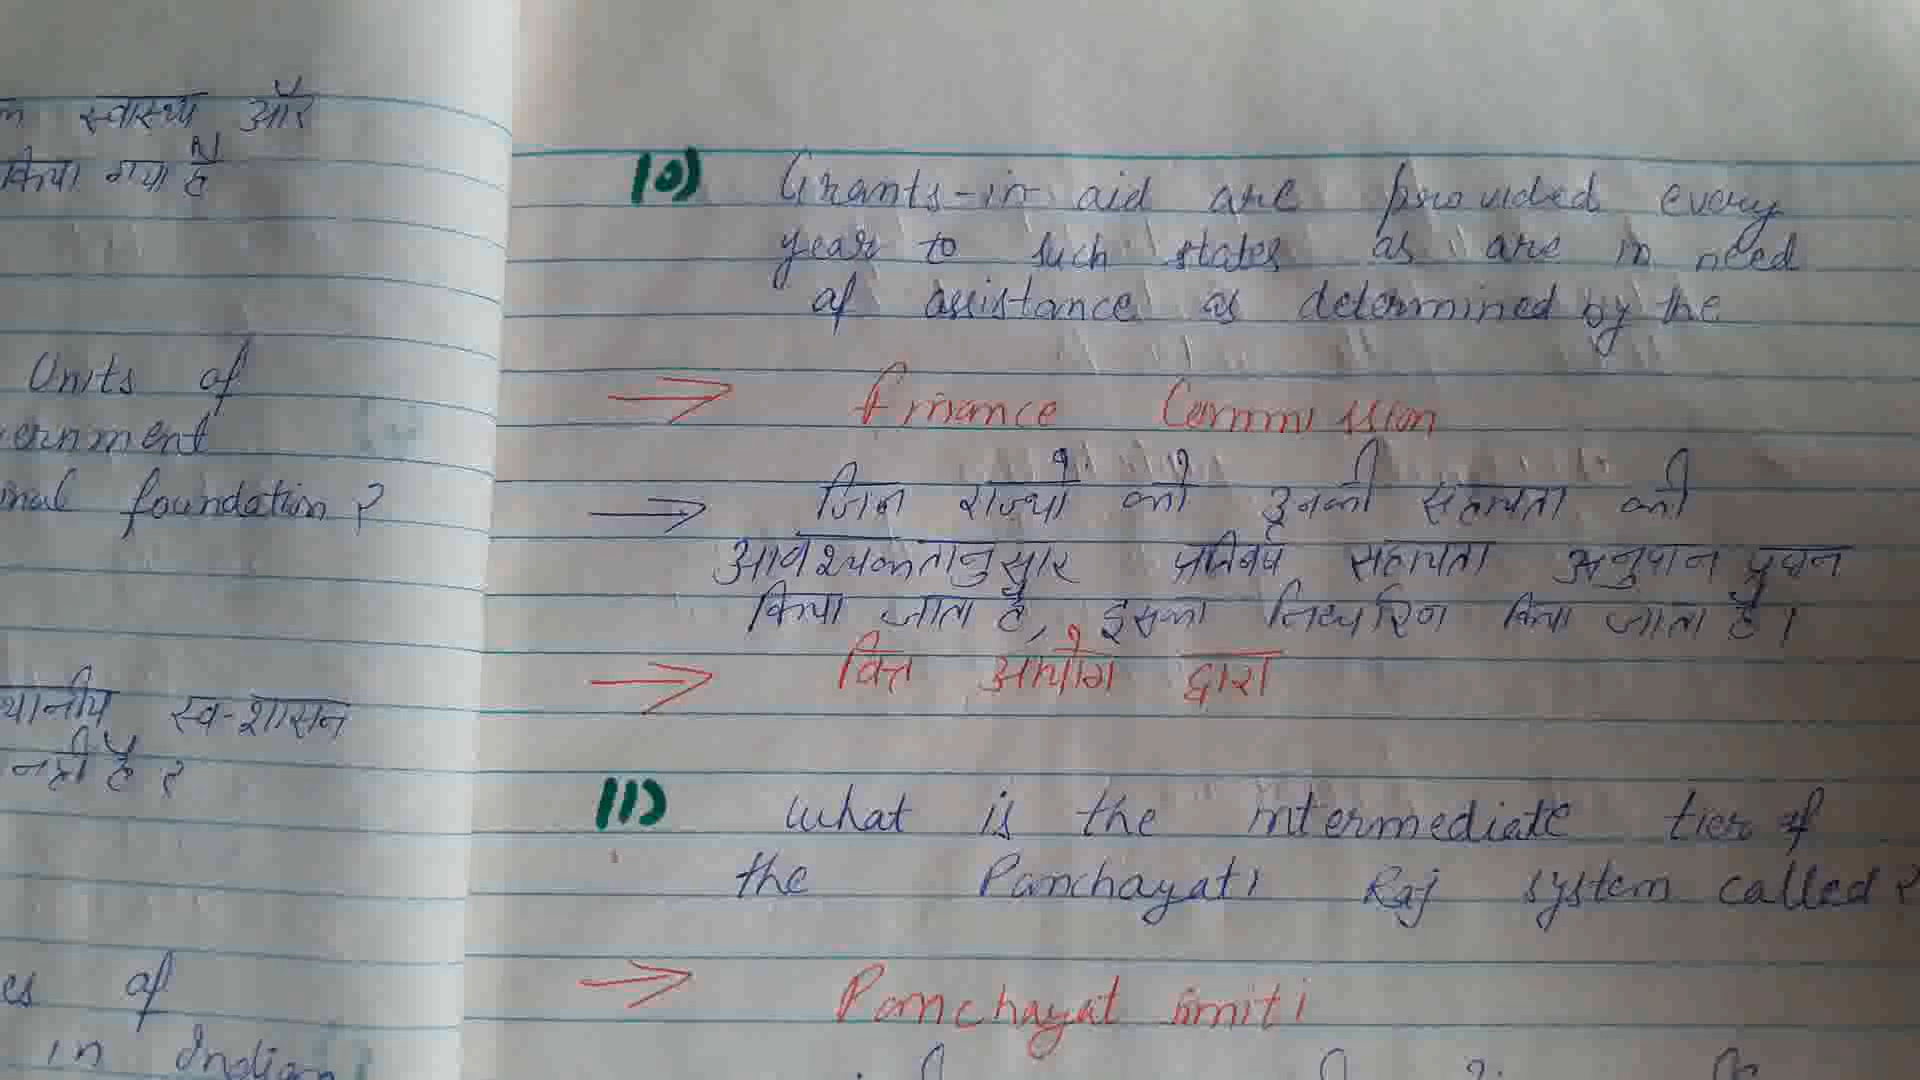 स्वास्थ्य और
किया गया है
Units of
ernment
foundation ?
स्व-शासन
नहीं है ?
es of
in Indian
10) Grants-in aid are provided every
year to such states as are in need
of assistance as determined by the
→ Finance Commission
→ जिन राज्यो को उनकी सहायता की
आवश्यकतानुसार प्रतिवर्ष सहायता अनुदान प्रदान
किया जाता है, इसका निर्धारण किया जाता है।
→ वित्त आयोग द्वारा
11) What is the intermediate tier of
the Panchayati Raj system called ?
→ Panchayat simiti